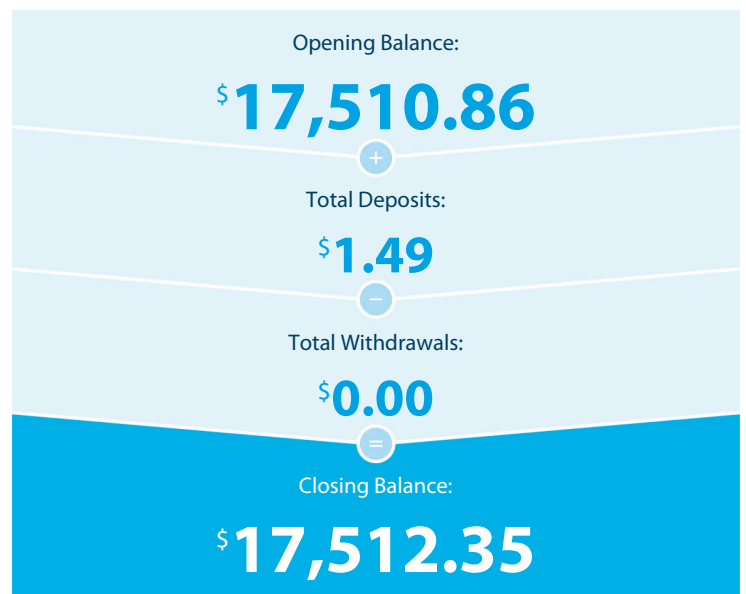 Opening Balance:
$17,510.86
+
Total Deposits:
$1.49
−
Total Withdrawals:
$0.00
=
Closing Balance:
$17,512.35